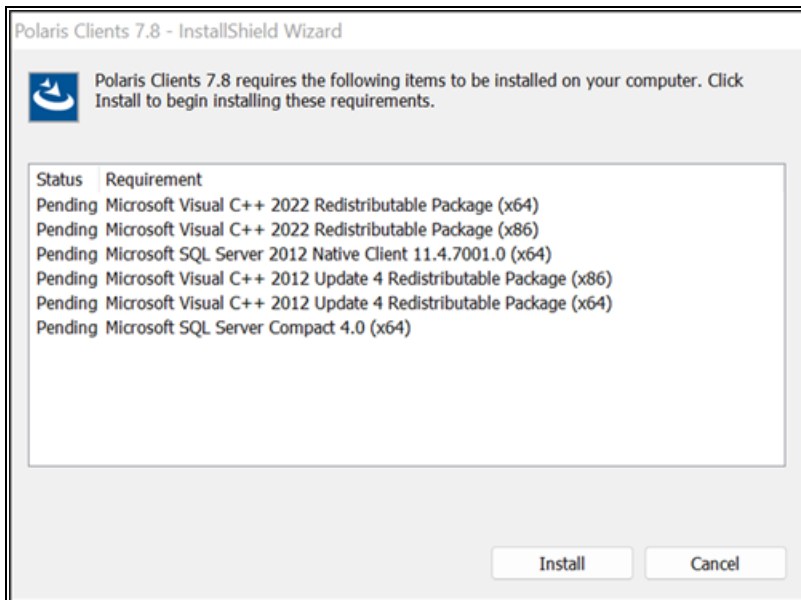 Polaris Clients 7.8 - InstallShield Wizard
Polaris Clients 7.8 requires the following items to be installed on your computer. Click
Install to begin installing these requirements.
Status Requirement
Pending Microsoft Visual C++ 2022 Redistributable Package (x64)
Pending Microsoft Visual C++ 2022 Redistributable Package (x86)
Pending Microsoft SQL Server 2012 Native Client 11.4.7001.0 (x64)
Pending Microsoft Visual C++ 2012 Update 4 Redistributable Package (x86)
Pending Microsoft Visual C++ 2012 Update 4 Redistributable Package (x64)
Pending Microsoft SQL Server Compact 4.0 (x64)
Install Cancel